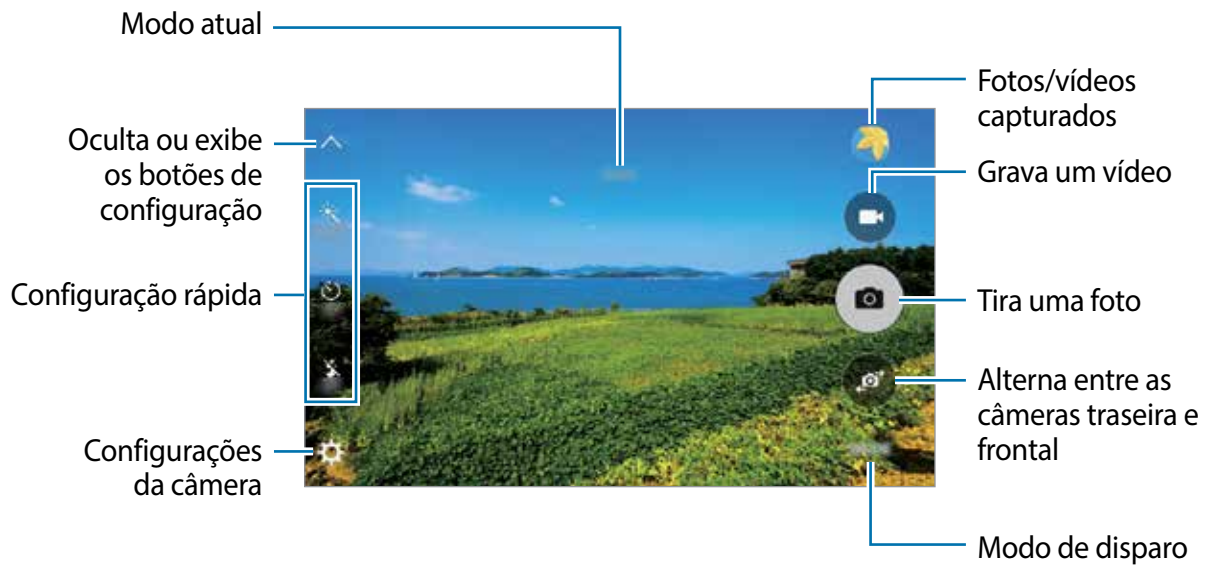 Modo atual
Oculta ou exibe
os botões de
configuração
Configuração rápida
Configurações
da câmera
Fotos/vídeos
capturados
Grava um vídeo
Tira uma foto
Alterna entre as
câmeras traseira e
frontal
Modo de disparo